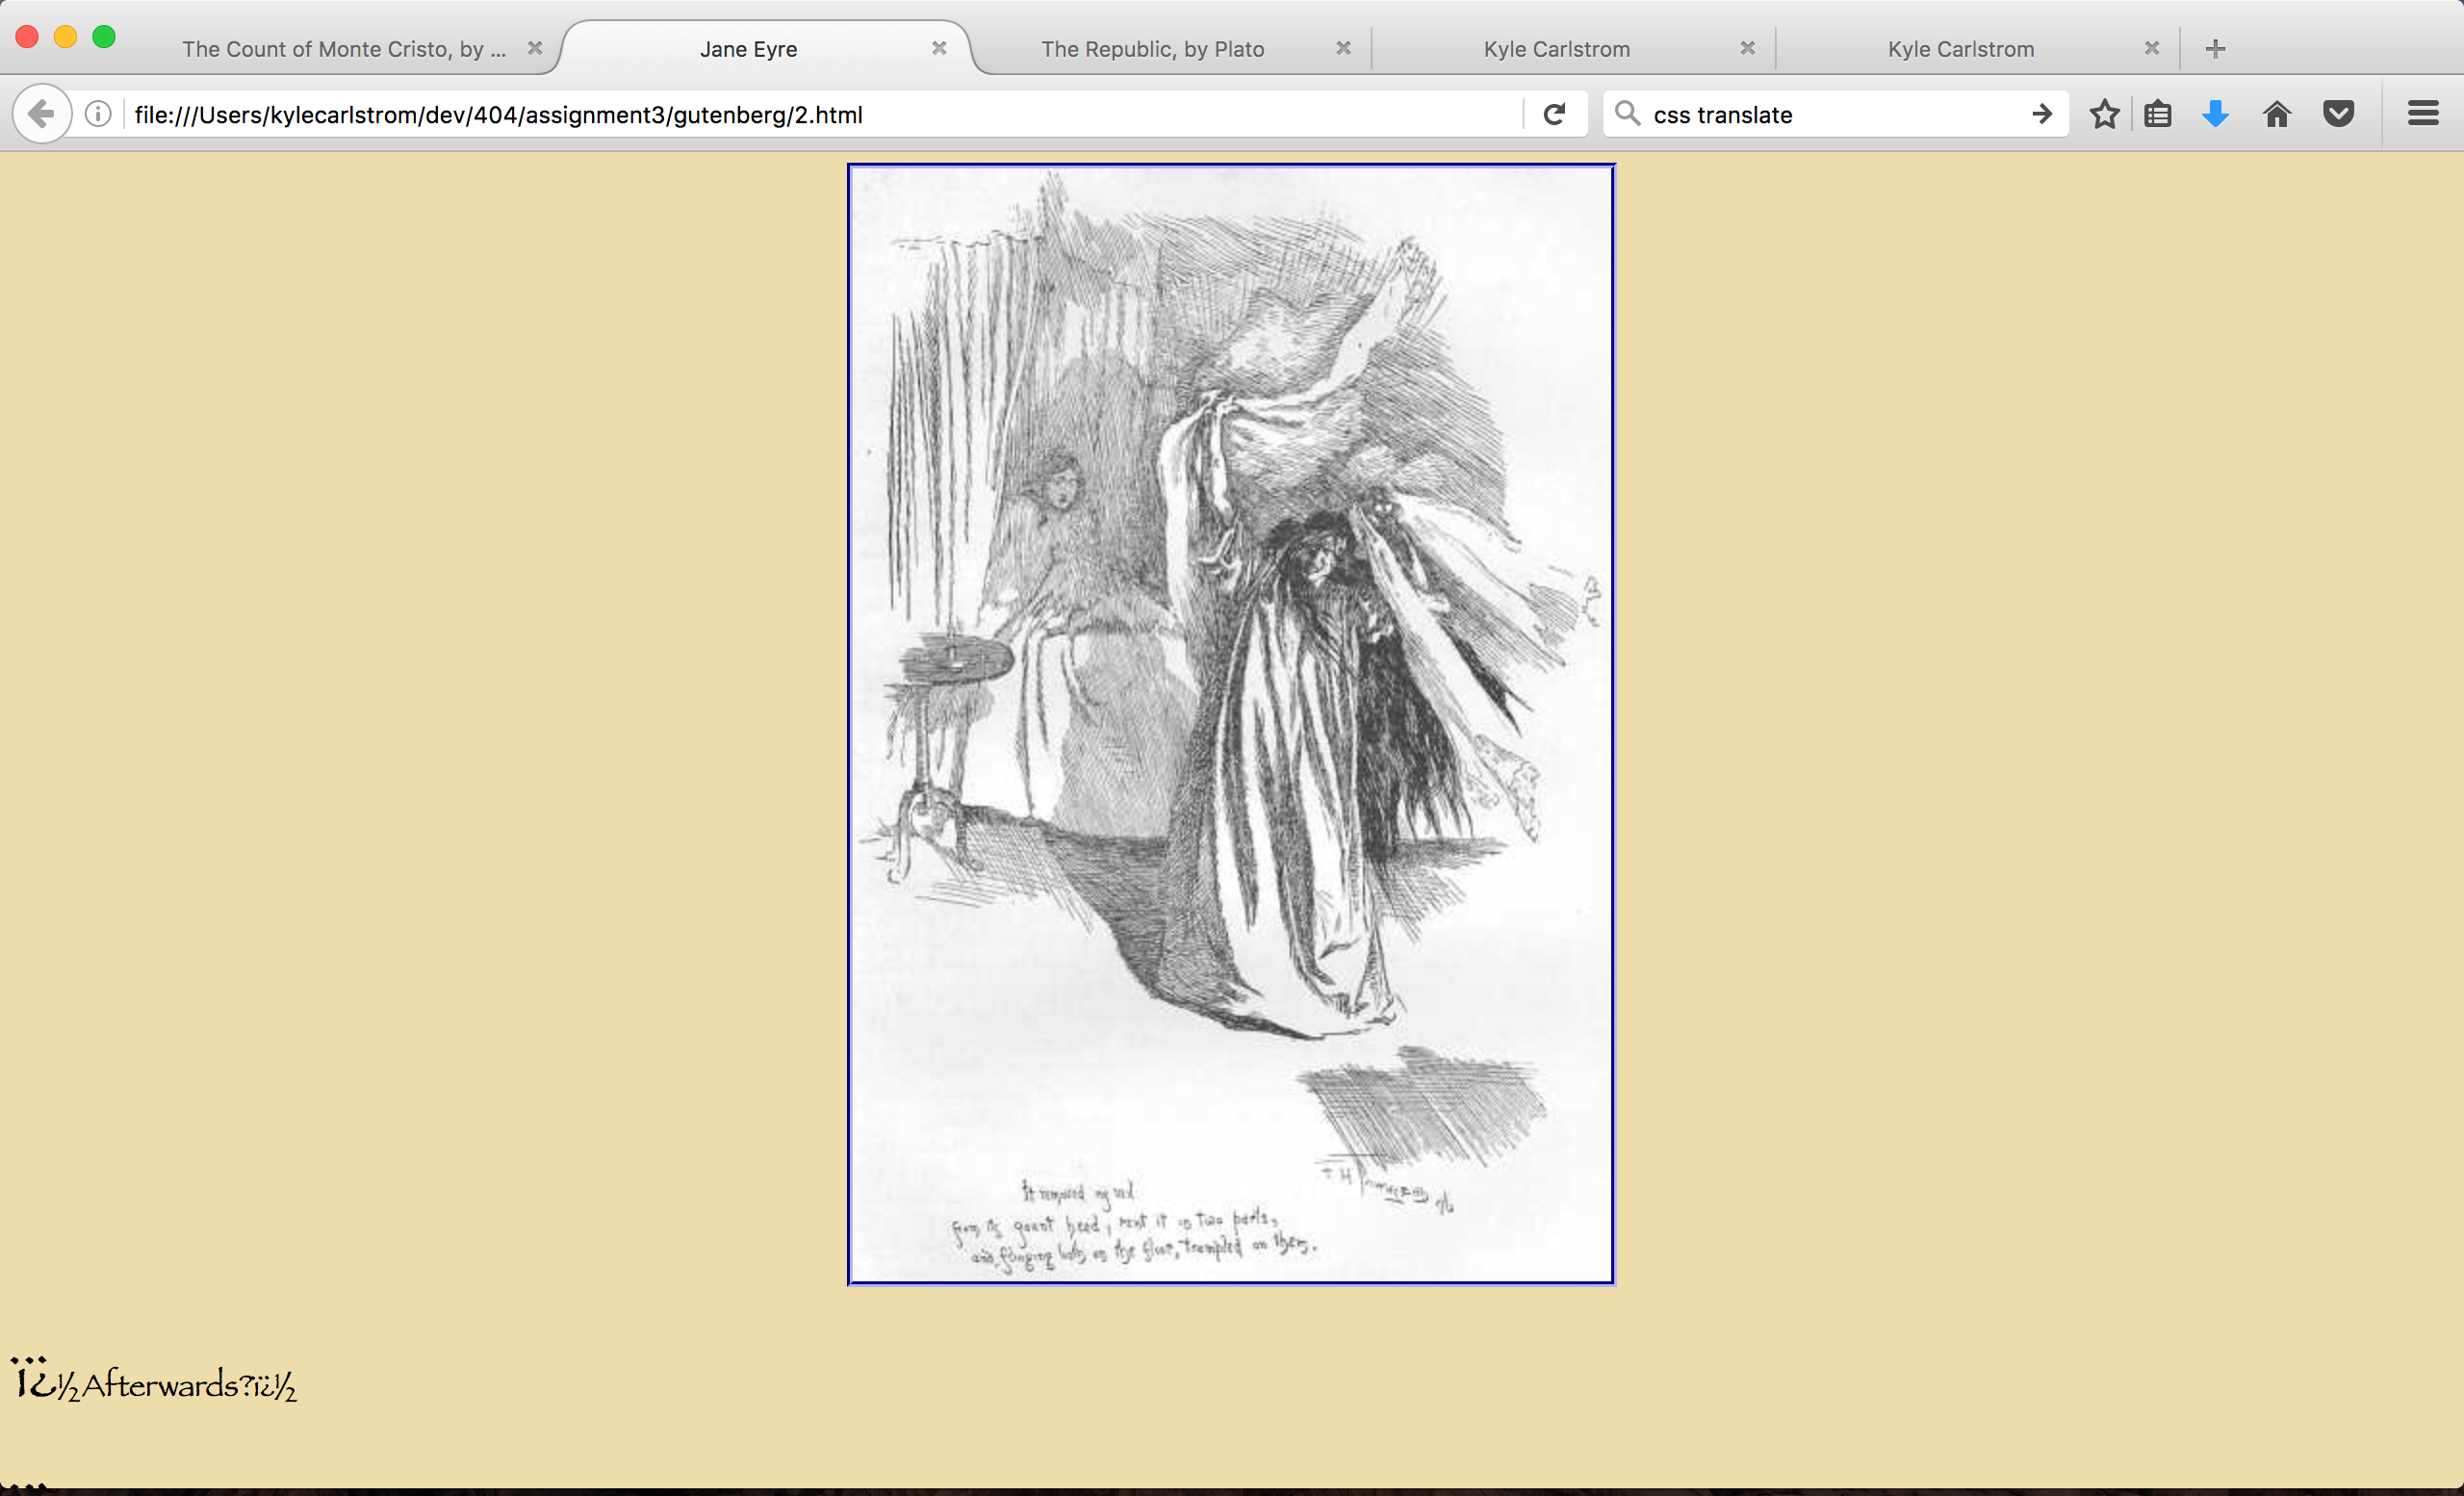 The Count of Monte Cristo, by ...
Jane Eyre
The Republic, by Plato
Kyle Carlstrom
Kyle Carlstrom
file:///Users/kylecarlstrom/dev/404/assignment3/gutenberg/2.html
css translate
It removed my veil
from its gaunt head, rent it in two parts,
and flinging both on the floor, trampled on them.
T H
ï¿½Afterwards?ï¿½